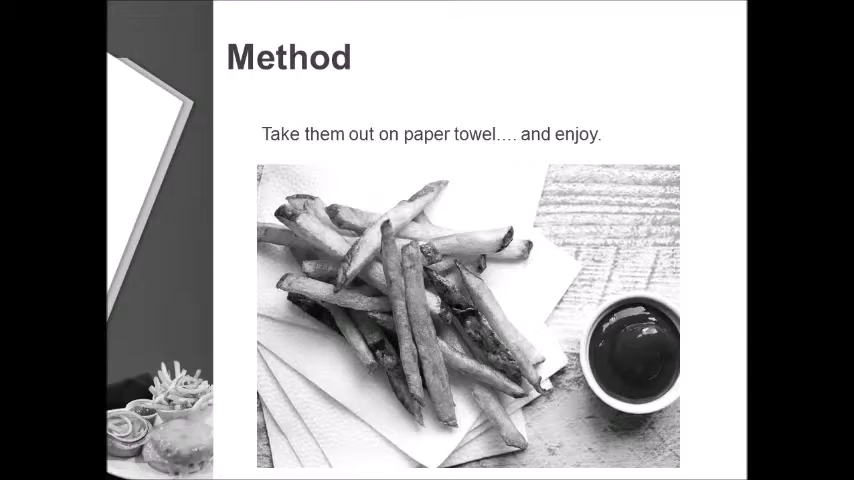 Method
Take them out on paper towel.... and enjoy.